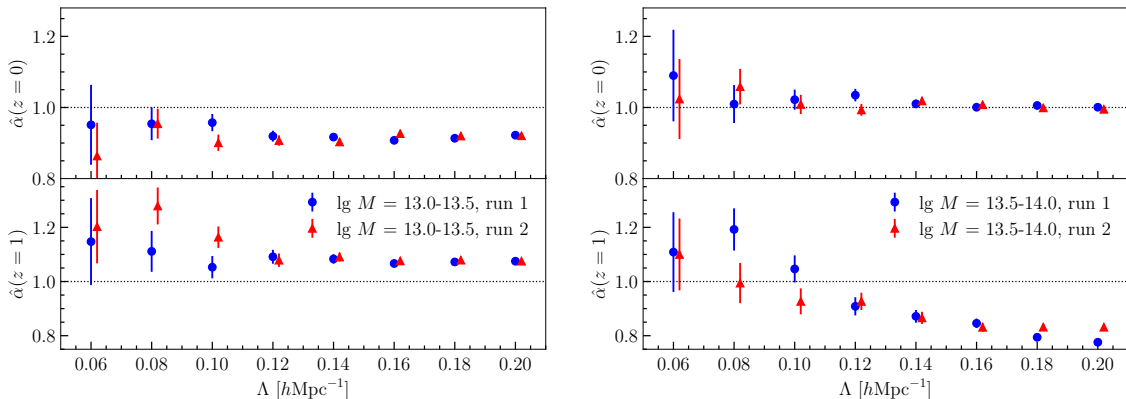 1.2
1.0
0.8
α̂(z = 0)
1.2
1.0
0.8
α̂(z = 1)
lg M = 13.0-13.5, run 1
lg M = 13.0-13.5, run 2
0.06 0.08 0.10 0.12 0.14 0.16 0.18 0.20
Λ [hMpc⁻¹]
1.2
1.0
0.8
α̂(z = 0)
1.2
1.0
0.8
α̂(z = 1)
lg M = 13.5-14.0, run 1
lg M = 13.5-14.0, run 2
0.06 0.08 0.10 0.12 0.14 0.16 0.18 0.20
Λ [hMpc⁻¹]